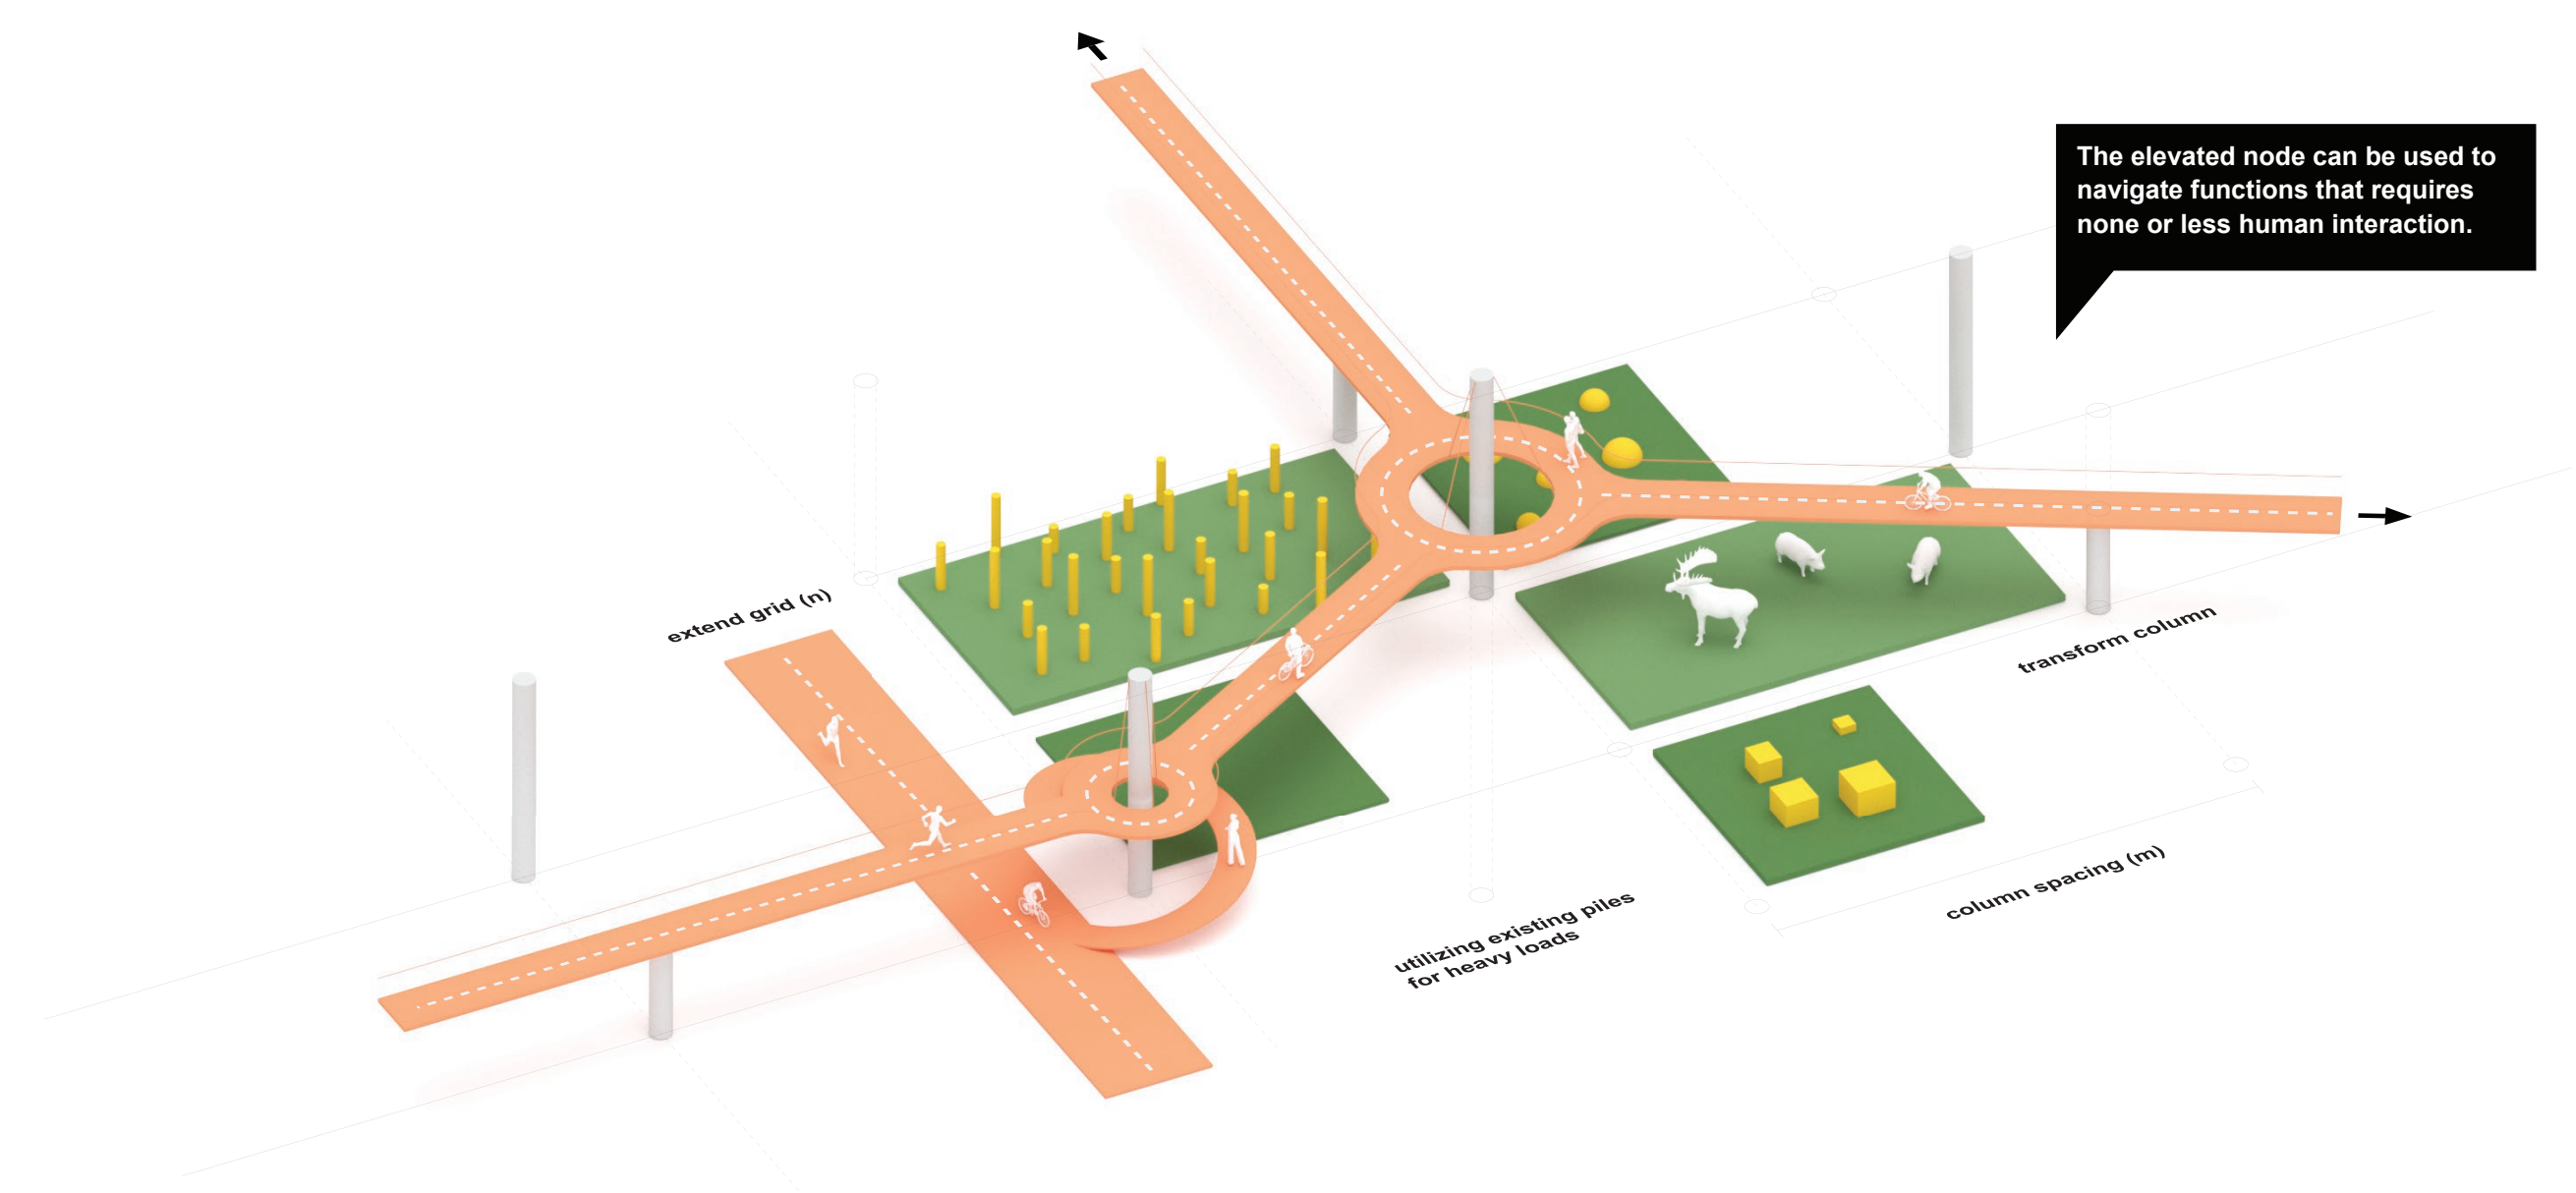 The elevated node can be used to
navigate functions that requires
none or less human interaction.
extend grid (n)
transform column
column spacing (m)
utilizing existing piles
for heavy loads